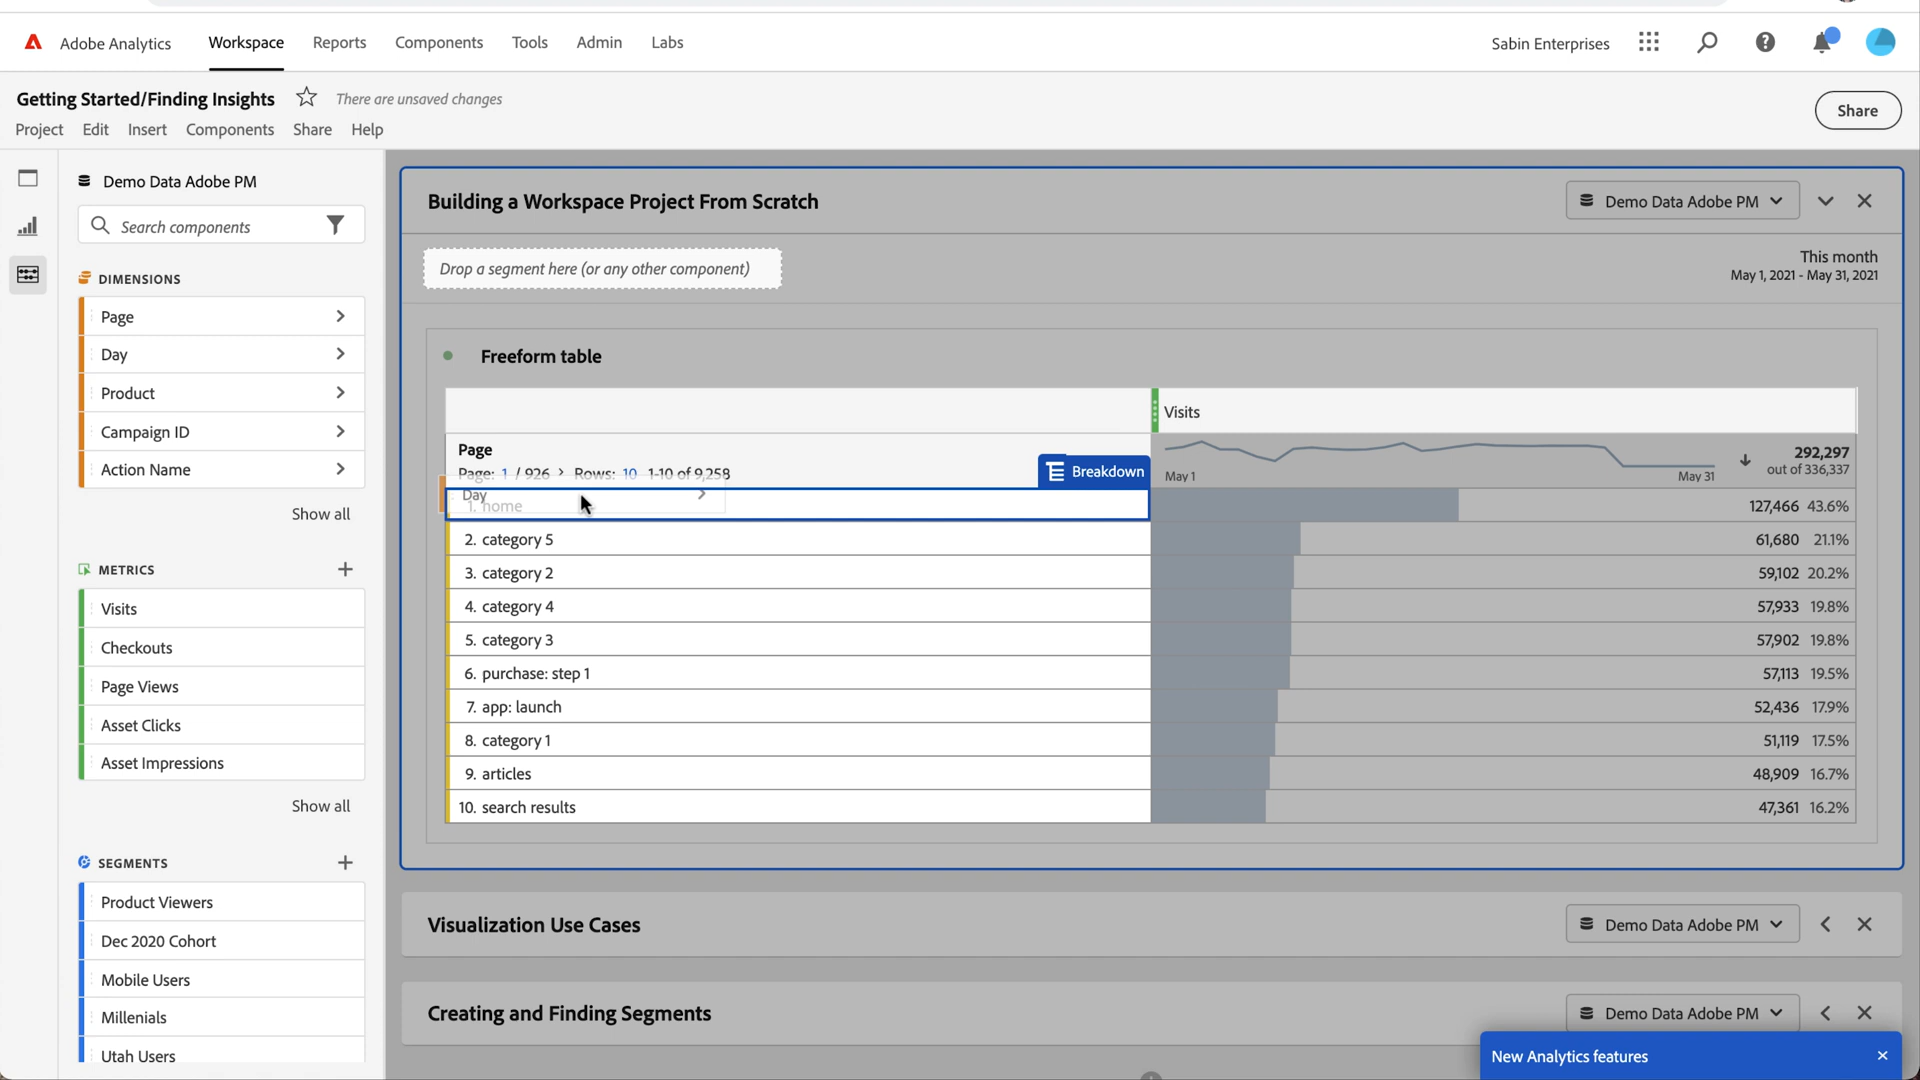 Adobe Analytics
Workspace
Reports
Components
Tools
Admin
Labs
Sabin Enterprises
Getting Started/Finding Insights
There are unsaved changes
Project
Edit
Insert
Components
Share
Help
Share
Demo Data Adobe PM
Search components
DIMENSIONS
Page
Day
Product
Campaign ID
Action Name
Show all
METRICS
Visits
Checkouts
Page Views
Asset Clicks
Asset Impressions
Show all
SEGMENTS
Product Viewers
Dec 2020 Cohort
Mobile Users
Millenials
Utah Users
Building a Workspace Project From Scratch
Demo Data Adobe PM
Drop a segment here (or any other component)
This month
May 1, 2021 - May 31, 2021
Freeform table
Visits
Page
Page: 1 / 926 > Rows: 10 1-10 of 9,258
Breakdown
May 1
May 31
292,297
out of 336,337
Day
1. home 127,466 43.6%
2. category 5 61,680 21.1%
3. category 2 59,102 20.2%
4. category 4 57,933 19.8%
5. category 3 57,902 19.8%
6. purchase: step 1 57,113 19.5%
7. app: launch 52,436 17.9%
8. category 1 51,119 17.5%
9. articles 48,909 16.7%
10. search results 47,361 16.2%
Visualization Use Cases
Demo Data Adobe PM
Creating and Finding Segments
Demo Data Adobe PM
New Analytics features